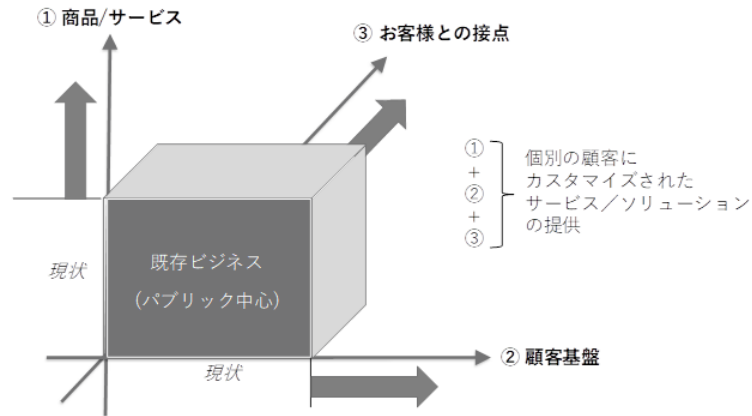 ① 商品/サービス
③ お客様との接点
①
+
②
+
③
個別の顧客に
カスタマイズされた
サービス／ソリューション
の提供
既存ビジネス
(パブリック中心)
現状
現状
② 顧客基盤